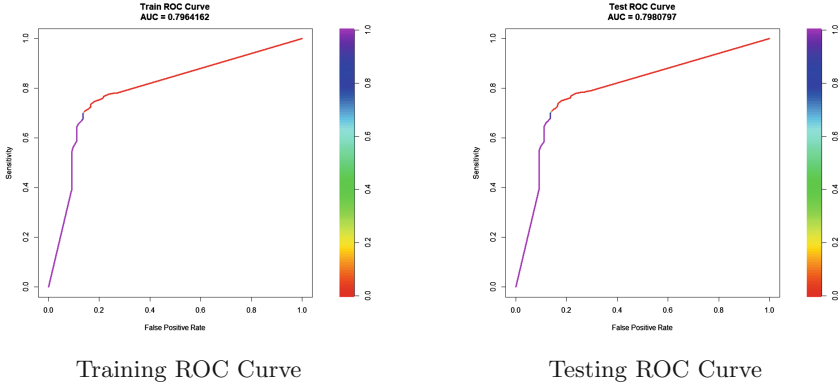 Train ROC Curve
AUC = 0.7964162
Sensitivity
0.0 0.2 0.4 0.6 0.8 1.0
0.0 0.2 0.4 0.6 0.8 1.0
False Positive Rate
0.0 0.2 0.4 0.6 0.8 1.0
Training ROC Curve
Test ROC Curve
AUC = 0.7980797
Sensitivity
0.0 0.2 0.4 0.6 0.8 1.0
0.0 0.2 0.4 0.6 0.8 1.0
False Positive Rate
0.0 0.2 0.4 0.6 0.8 1.0
Testing ROC Curve